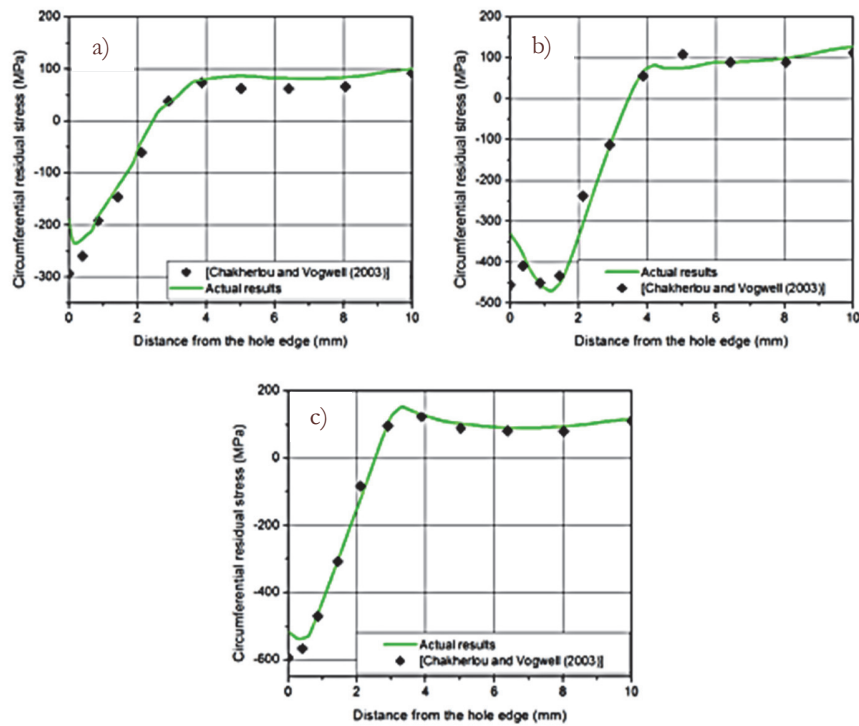 a)
200
100
0
-100
-200
-300
Circumferential residual stress (MPa)
[Chakherlou and Vogwell (2003)]
Actual results
0 2 4 6 8 10
Distance from the hole edge (mm)
b)
200
100
0
-100
-200
-300
-400
-500
Circumferential residual stress (MPa)
Actual results
[Chakherlou and Vogwell (2003)]
0 2 4 6 8 10
Distance from the hole edge (mm)
c)
200
0
-200
-400
-600
Circumferential residual stress (MPa)
Actual results
[Chakherlou and Vogwell (2003)]
0 2 4 6 8 10
Distance from the hole edge (mm)